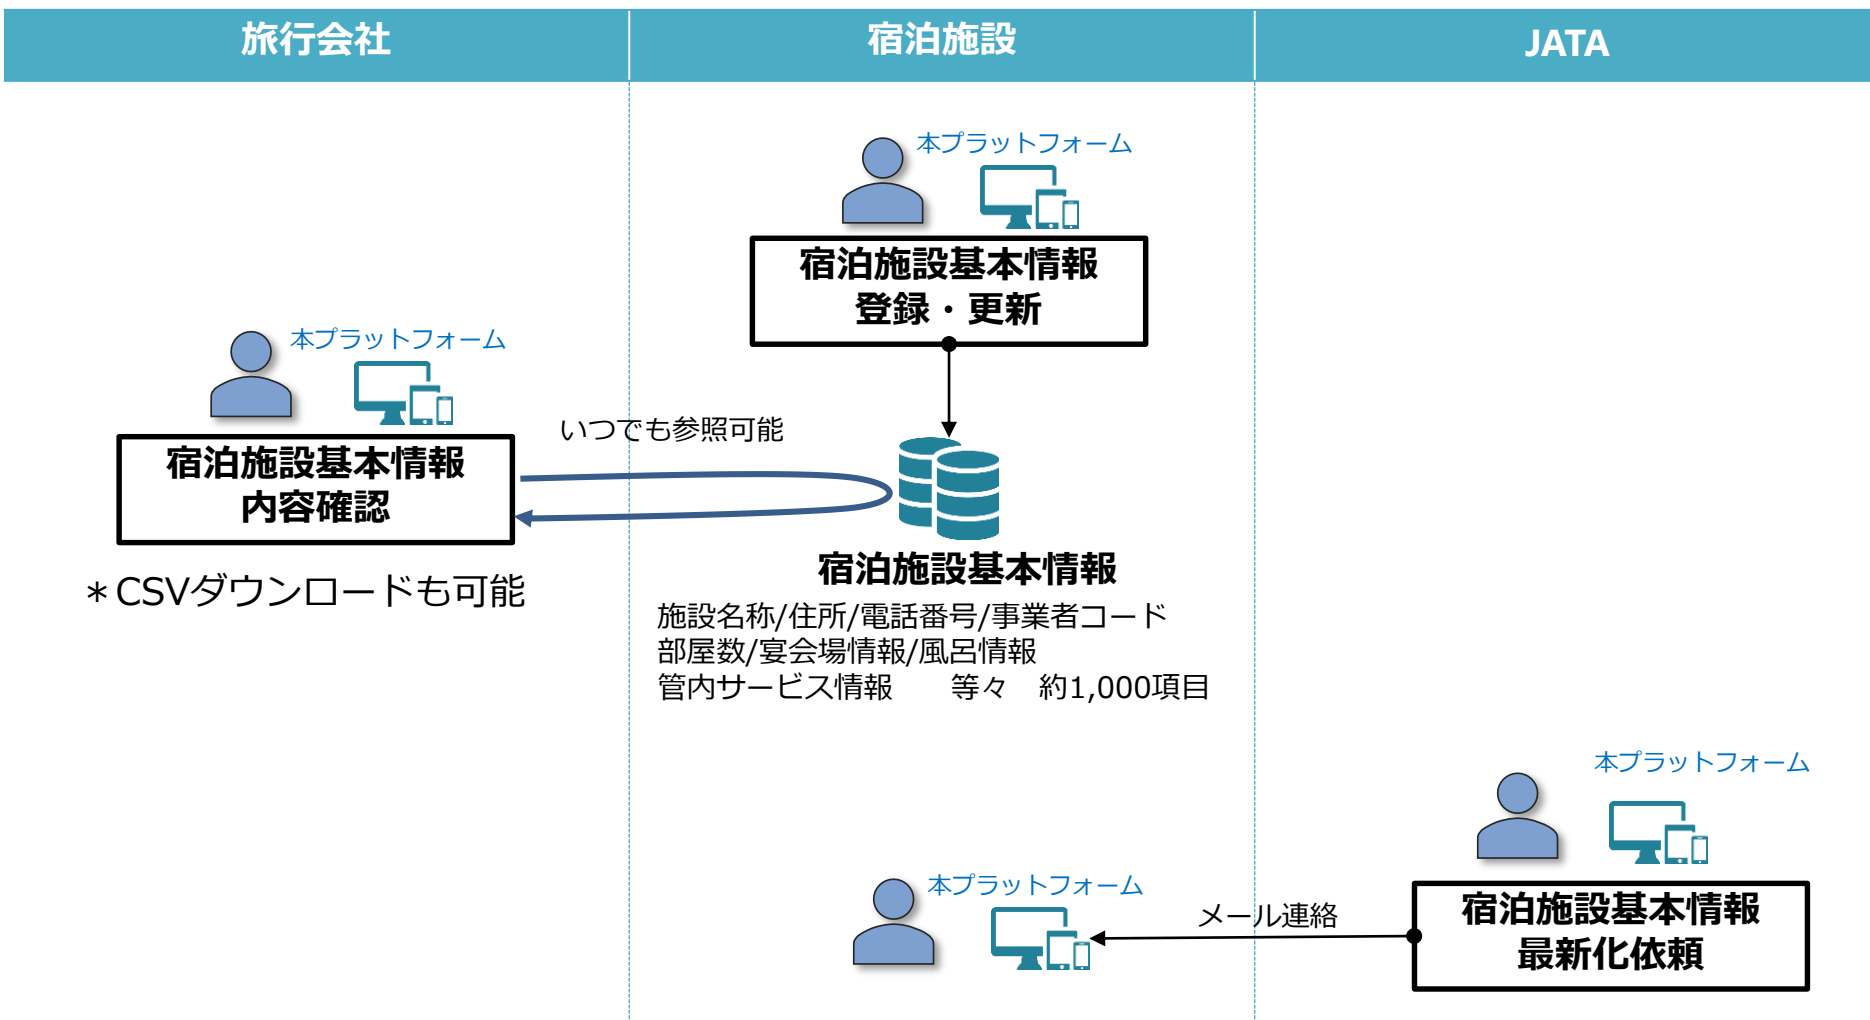 旅行会社
宿泊施設
JATA
本プラットフォーム
宿泊施設基本情報
登録・更新
本プラットフォーム
いつでも参照可能
宿泊施設基本情報
内容確認
＊CSVダウンロードも可能
宿泊施設基本情報
施設名称/住所/電話番号/事業者コード
部屋数/宴会場情報/風呂情報
管内サービス情報　　等々　約1,000項目
本プラットフォーム
本プラットフォーム
メール連絡
宿泊施設基本情報
最新化依頼